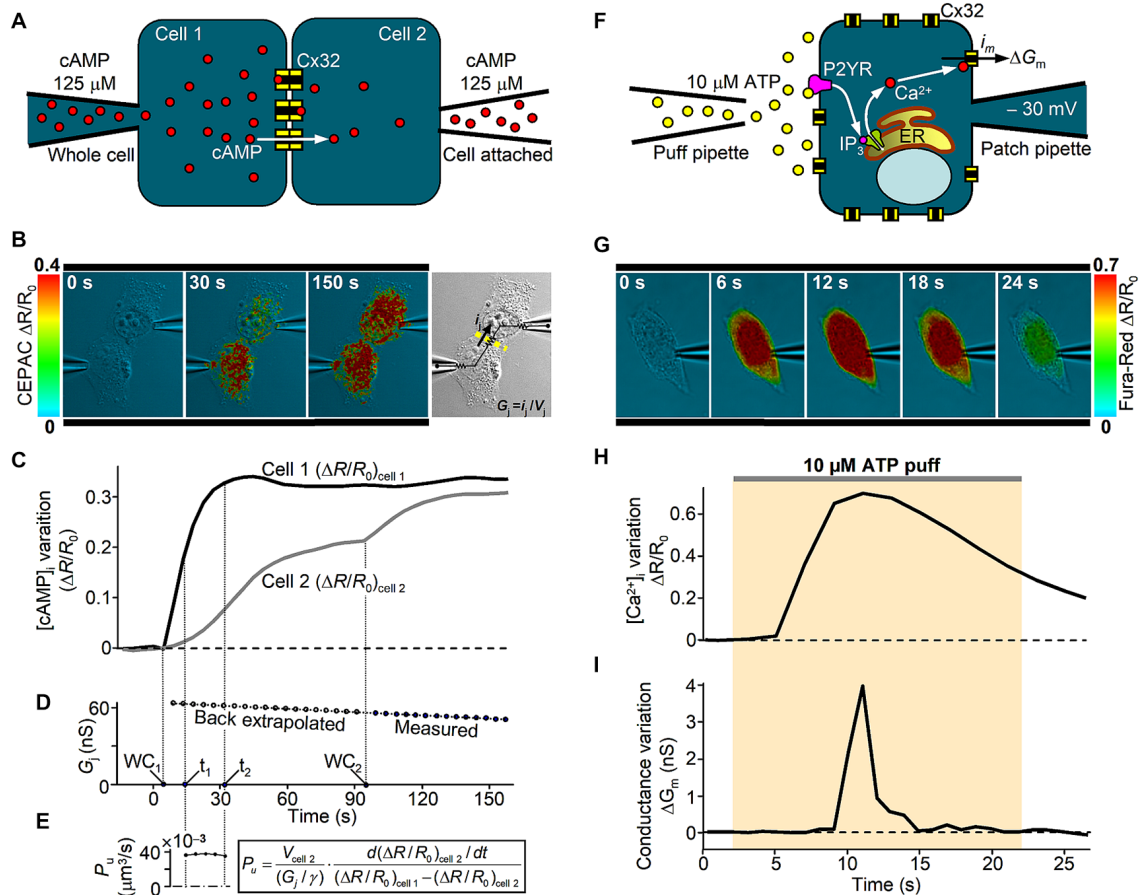 A
Cell 1
Cell 2
cAMP
125 μM
Cx32
cAMP
125 μM
cAMP
Whole cell
Cell attached
B
0.4
CEPAC ΔR/R0
0
0 s
30 s
150 s
ij
Gj=ij/Vj
C
[cAMP]i varaition
(ΔR/R0)
0.3
0.2
0.1
0
Cell 1 (ΔR/R0)cell 1
Cell 2 (ΔR/R0)cell 2
D
Gj (nS)
60
0
Back extrapolated
Measured
WC1
t1
t2
WC2
0
30
60
90
120
150
Time (s)
E
×10−3
Pu
(μm3/s)
40
0
Pu = Vcell 2 / (Gj/γ) · d(ΔR/R0)cell 2 /dt / (ΔR/R0)cell 1 − (ΔR/R0)cell 2
F
Cx32
im
ΔGm
10 μM ATP
P2YR
Ca2+
− 30 mV
IP3
ER
Puff pipette
Patch pipette
G
0 s
6 s
12 s
18 s
24 s
0.7
Fura-Red ΔR/R0
0
H
10 μM ATP puff
[Ca2+]i variation
ΔR/R0
0.6
0.4
0.2
0
I
Conductance variation
ΔGm (nS)
4
3
2
1
0
0
5
10
15
20
25
Time (s)